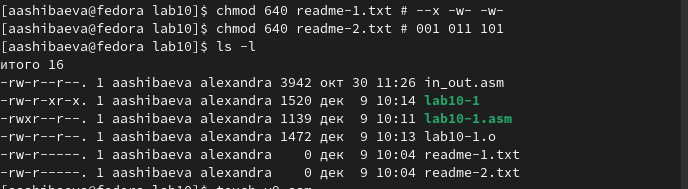 [aashibaeva@fedora lab10]$ chmod 640 readme-1.txt # --x -w- -w-
[aashibaeva@fedora lab10]$ chmod 640 readme-2.txt # 001 011 101
[aashibaeva@fedora lab10]$ ls -l
итого 16
-rw-r--r--. 1 aashibaeva alexandra 3942 окт 30 11:26 in_out.asm
-rw-r-xr-x. 1 aashibaeva alexandra 1520 дек  9 10:14 lab10-1
-rwxr--r--. 1 aashibaeva alexandra 1139 дек  9 10:11 lab10-1.asm
-rw-r--r--. 1 aashibaeva alexandra 1472 дек  9 10:13 lab10-1.o
-rw-r-----. 1 aashibaeva alexandra    0 дек  9 10:04 readme-1.txt
-rw-r-----. 1 aashibaeva alexandra    0 дек  9 10:04 readme-2.txt